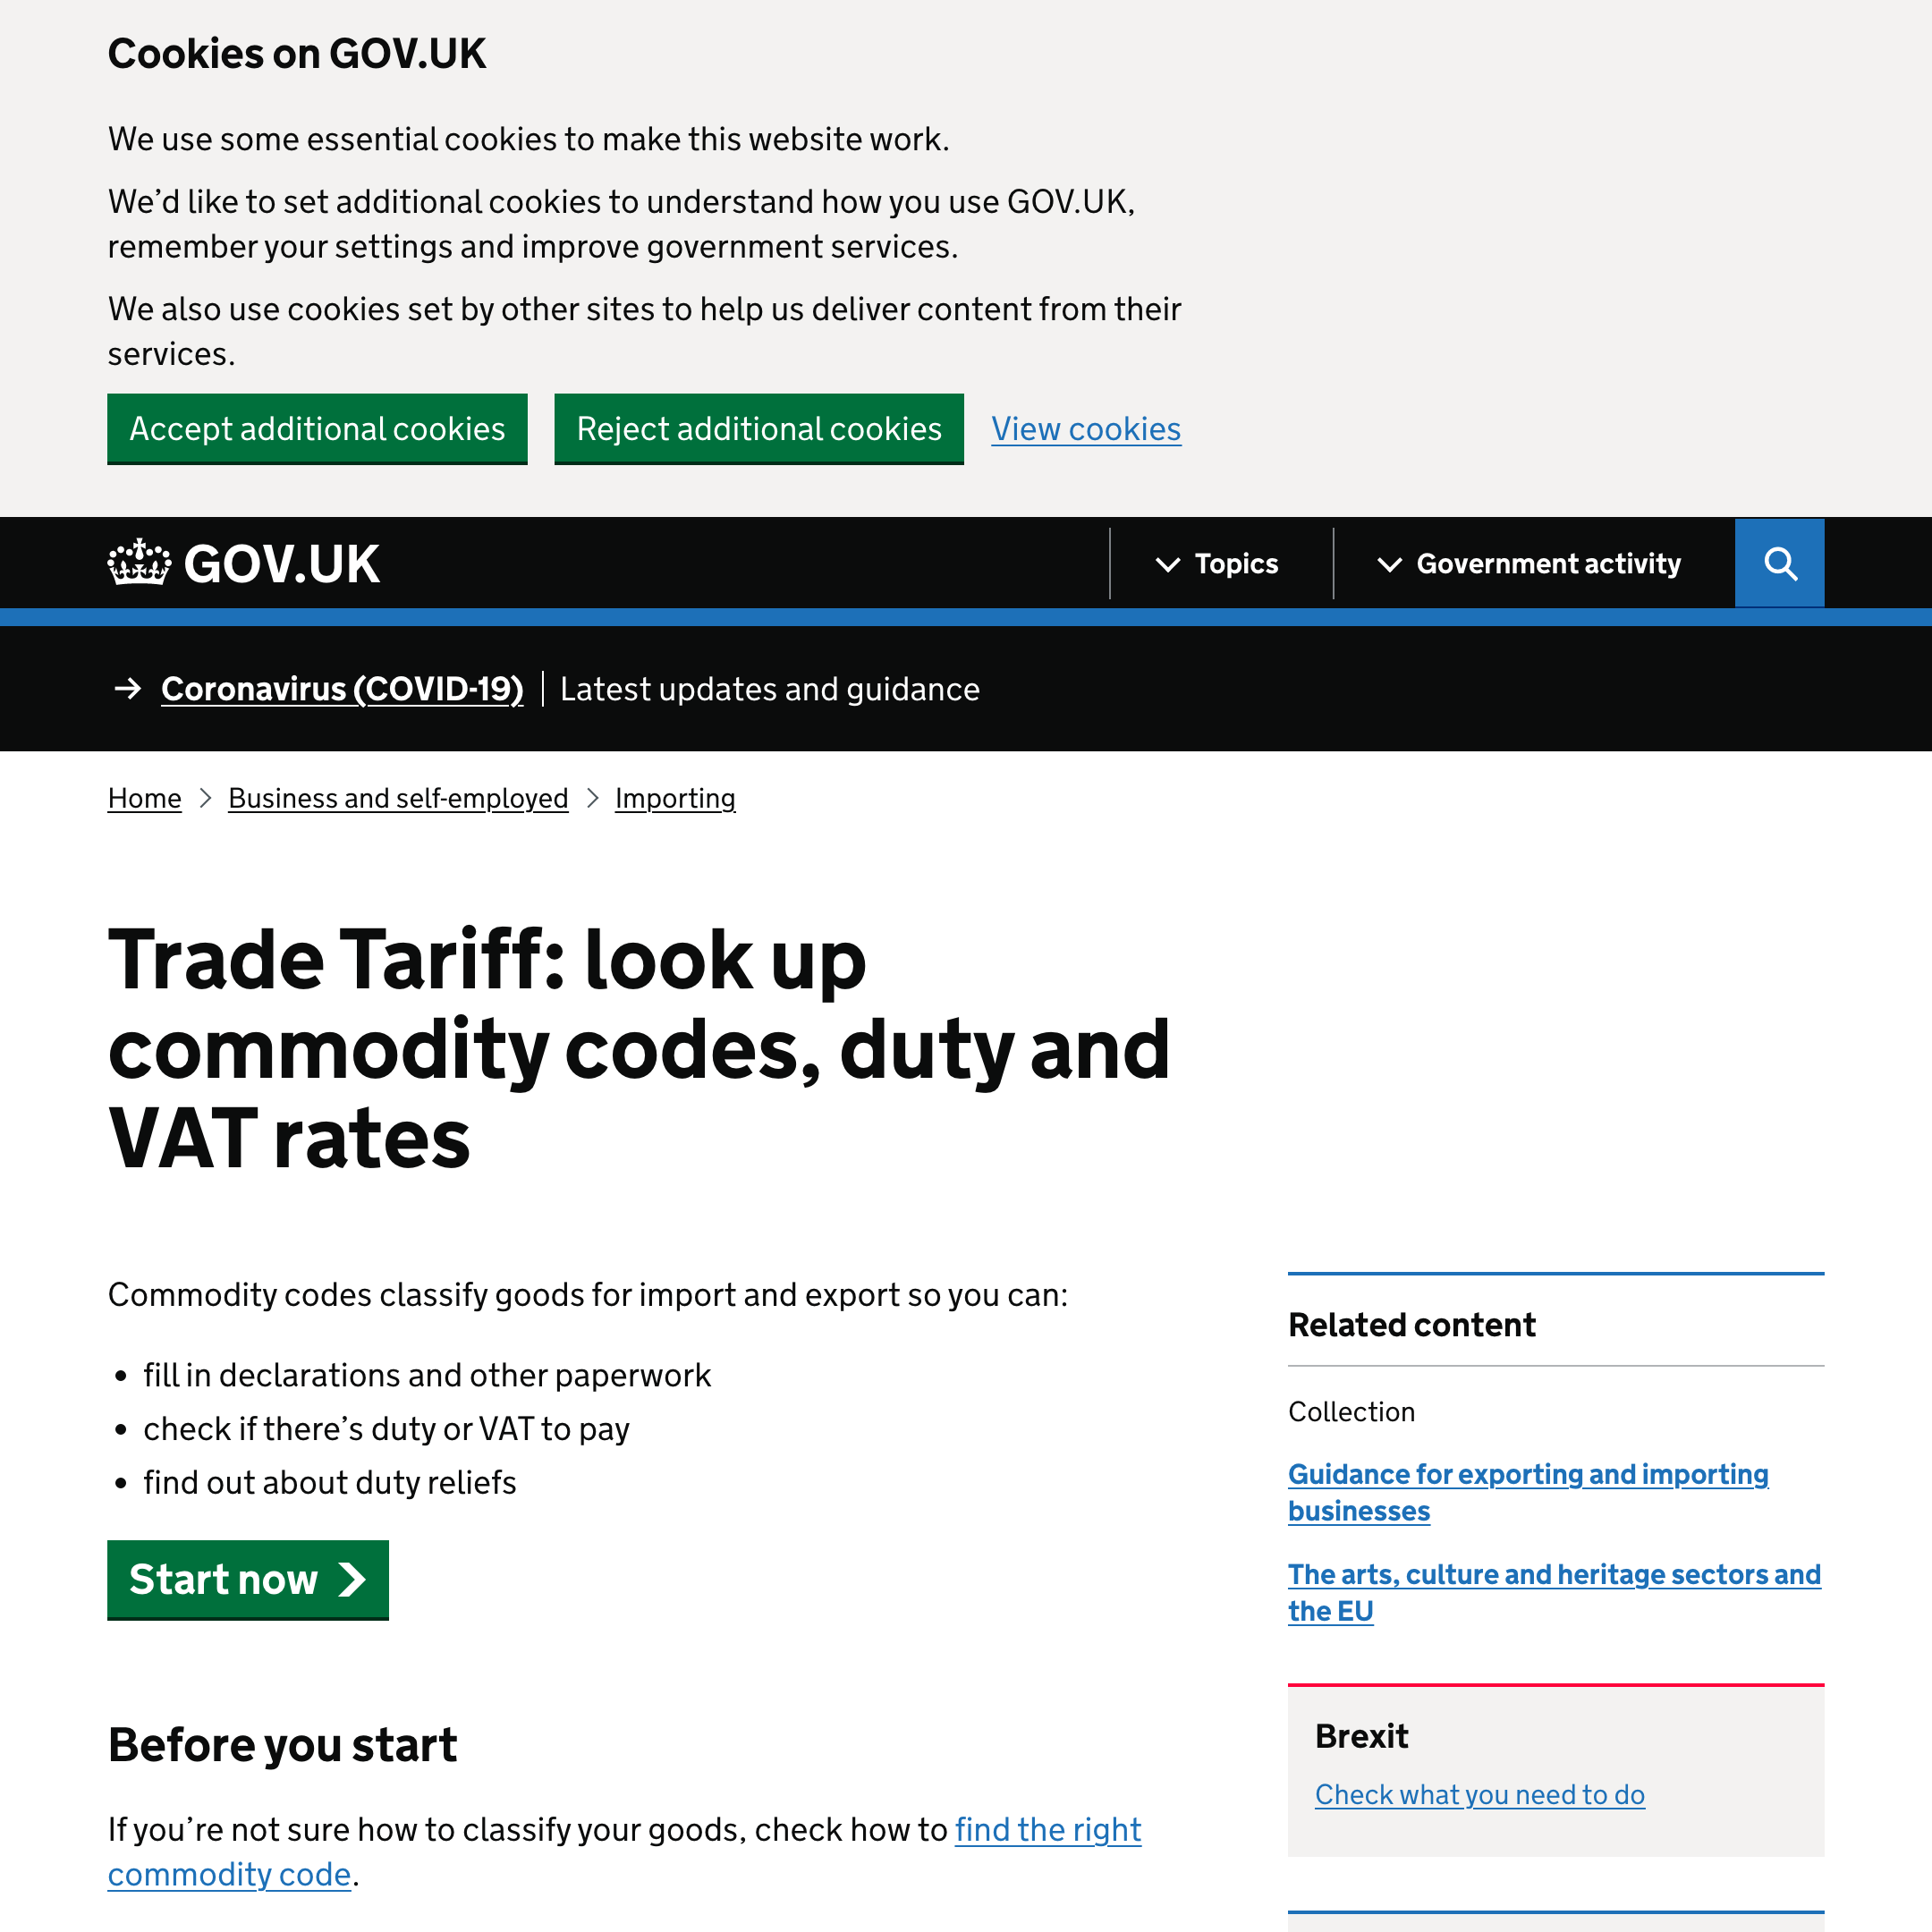 Cookies on GOV.UK
We use some essential cookies to make this website work.
We’d like to set additional cookies to understand how you use GOV.UK,
remember your settings and improve government services.
We also use cookies set by other sites to help us deliver content from their
services.
Accept additional cookies Reject additional cookies View cookies
GOV.UK Topics Government activity
Coronavirus (COVID-19) Latest updates and guidance
Home Business and self-employed Importing
Trade Tariff: look up
commodity codes, duty and
VAT rates
Commodity codes classify goods for import and export so you can:
fill in declarations and other paperwork
check if there’s duty or VAT to pay
find out about duty reliefs
Start now
Before you start
If you’re not sure how to classify your goods, check how to find the right
commodity code.
Related content
Collection
Guidance for exporting and importing
businesses
The arts, culture and heritage sectors and
the EU
Brexit
Check what you need to do